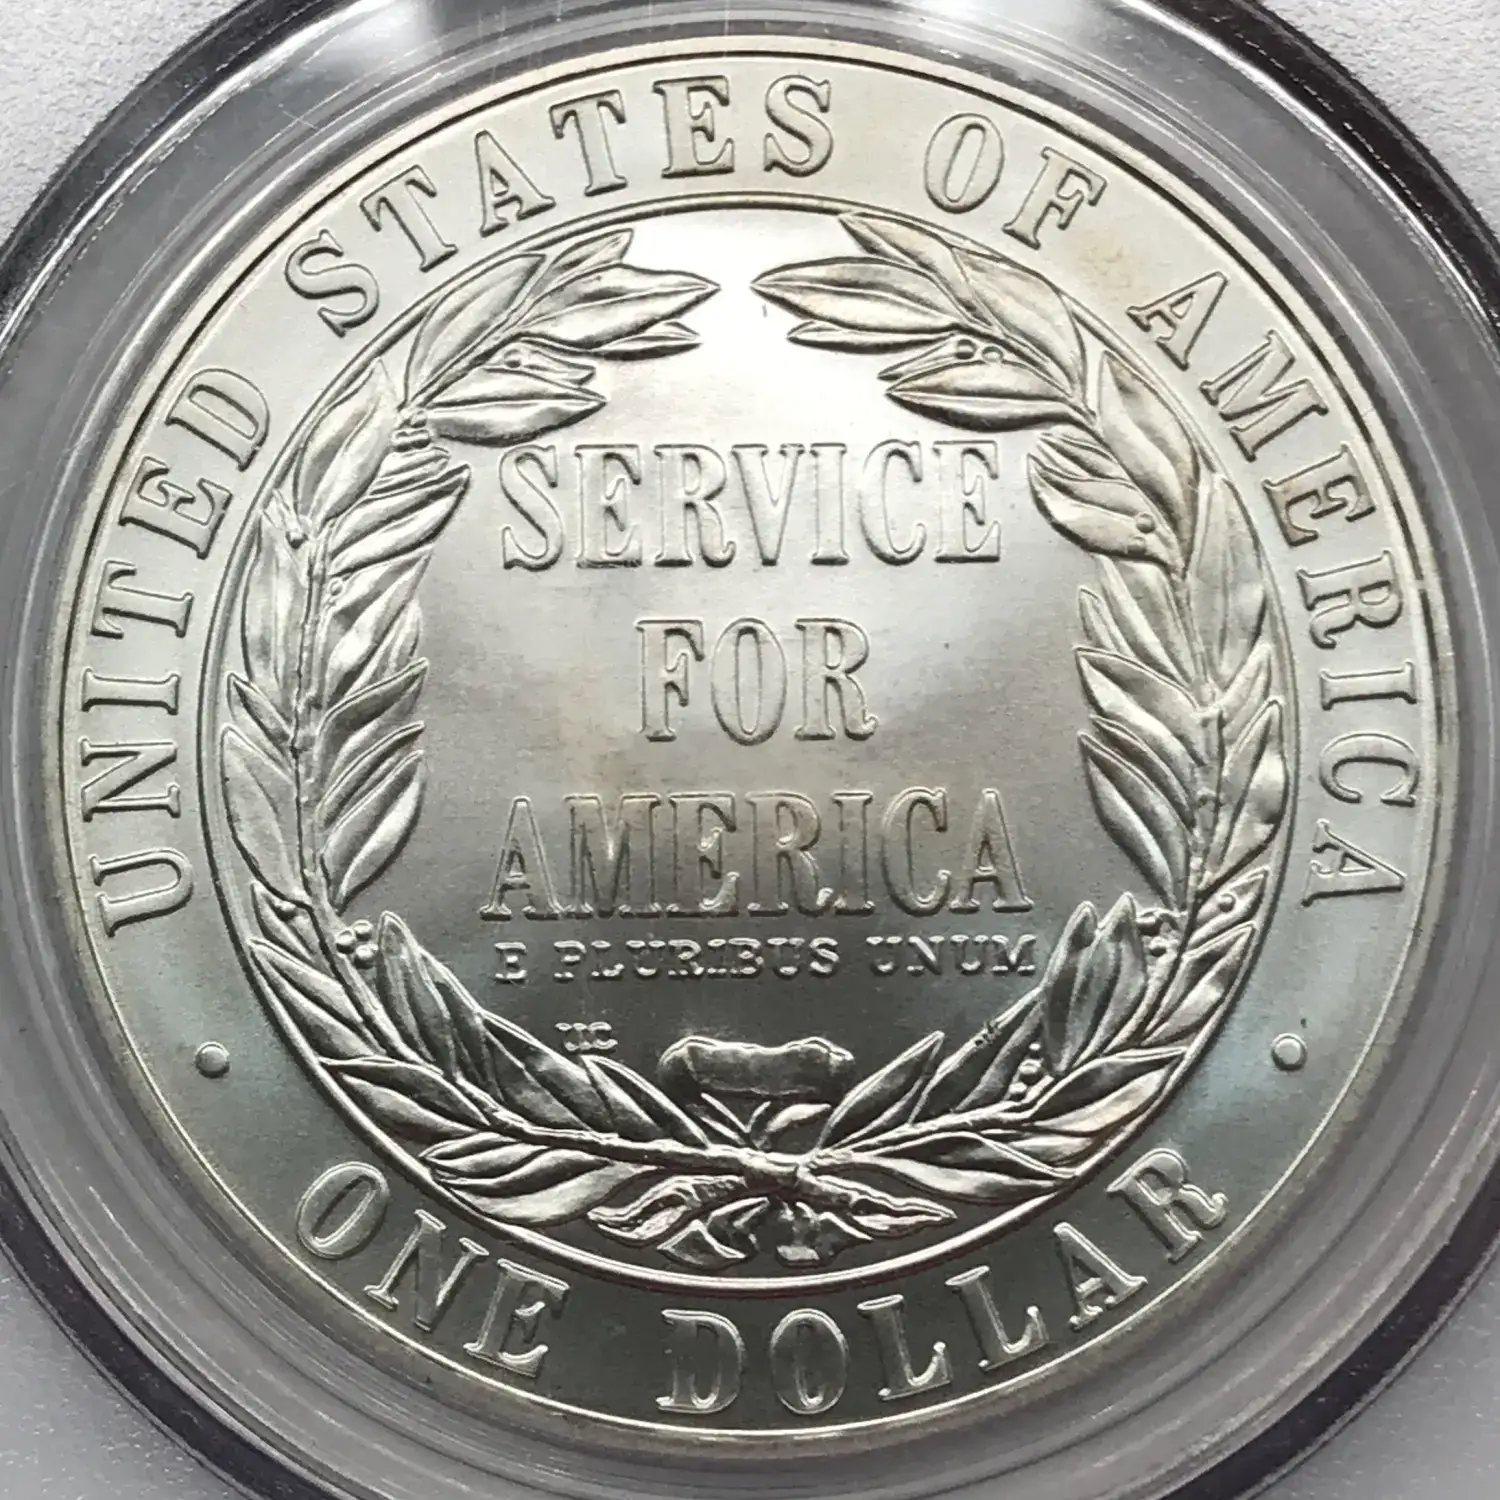 UNITED STATES OF AMERICA
SERVICE
FOR
AMERICA
E PLURIBUS UNUM
• ONE DOLLAR •